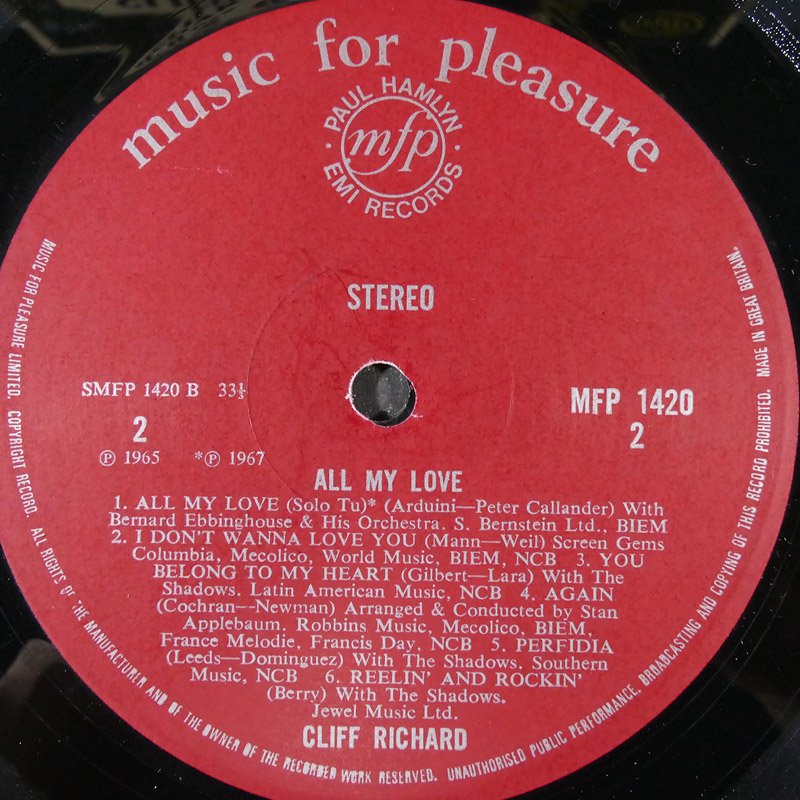 music for pleasure
· PAUL HAMLYN ·
mfp
EMI RECORDS
STEREO
SMFP 1420 B 33⅓
2
℗ 1965 *℗ 1967
MFP 1420
2
ALL MY LOVE
1. ALL MY LOVE (Solo Tu)* (Arduini—Peter Callander) With
Bernard Ebbinghouse & His Orchestra. S. Bernstein Ltd., BIEM
2. I DON'T WANNA LOVE YOU (Mann—Weil) Screen Gems
Columbia, Mecolico, World Music, BIEM, NCB 3. YOU
BELONG TO MY HEART (Gilbert—Lara) With The
Shadows. Latin American Music, NCB 4. AGAIN
(Cochran—Newman) Arranged & Conducted by Stan
Applebaum. Robbins Music, Mecolico, BIEM,
France Melodie, Francis Day, NCB 5. PERFIDIA
(Leeds—Dominguez) With The Shadows. Southern
Music, NCB 6. REELIN' AND ROCKIN'
(Berry) With The Shadows.
Jewel Music Ltd.
CLIFF RICHARD
MUSIC FOR PLEASURE LIMITED. COPYRIGHT RECORD. ALL RIGHTS OF THE MANUFACTURER AND OF THE OWNER OF THE RECORDED WORK RESERVED. UNAUTHORISED PUBLIC PERFORMANCE, BROADCASTING AND COPYING OF THIS RECORD PROHIBITED. MADE IN GREAT BRITAIN.